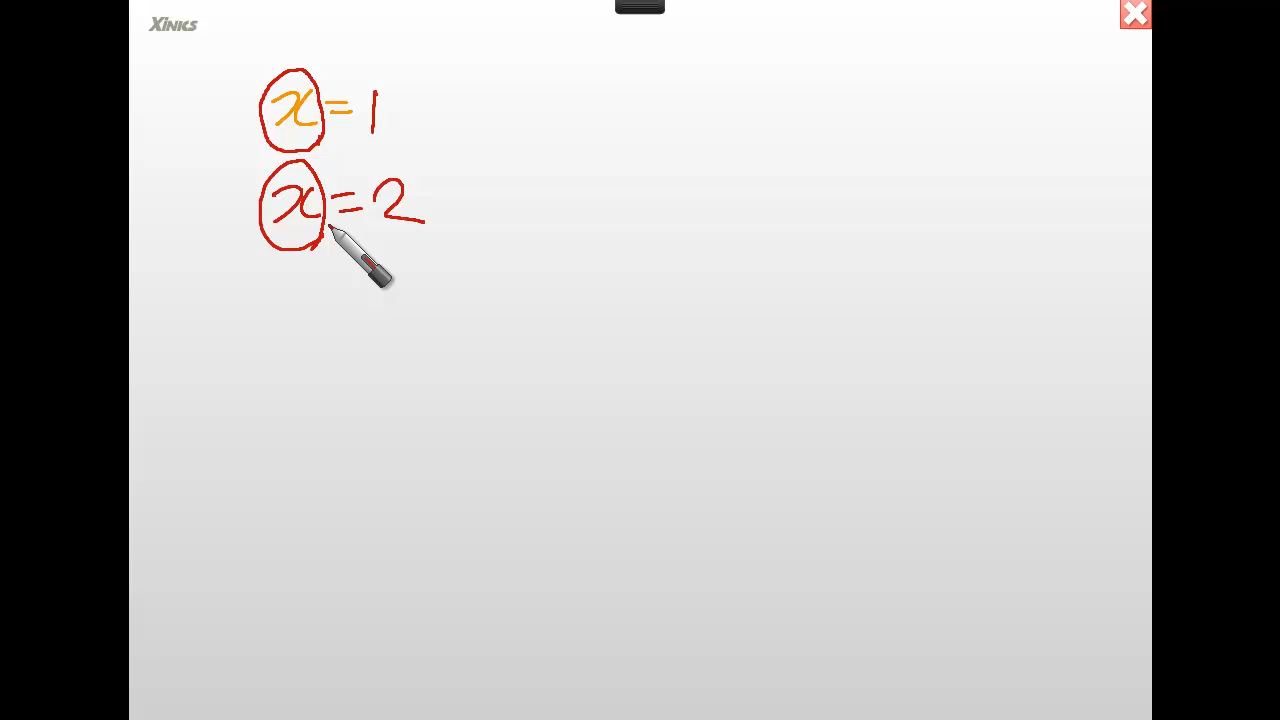 XINKS
x = 1
x = 2